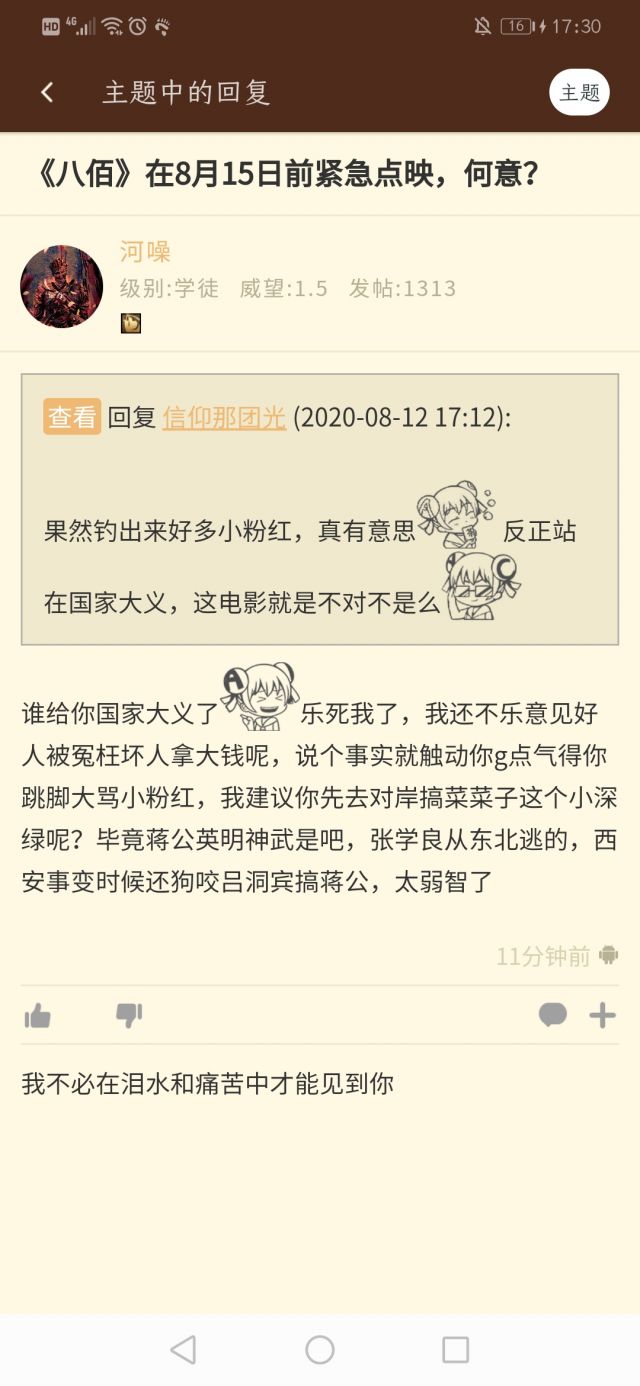 HD 4G 16 17:30
主题中的回复
主题
《八佰》在8月15日前紧急点映，何意？
河噪
级别:学徒 威望:1.5 发帖:1313
查看 回复 信仰那团光 (2020-08-12 17:12):
果然钓出来好多小粉红，真有意思 反正站
在国家大义，这电影就是不对不是么
谁给你国家大义了 乐死我了，我还不乐意见好
人被冤枉坏人拿大钱呢，说个事实就触动你g点气得你
跳脚大骂小粉红，我建议你先去对岸搞菜菜子这个小深
绿呢？毕竟蒋公英明神武是吧，张学良从东北逃的，西
安事变时候还狗咬吕洞宾搞蒋公，太弱智了
11分钟前
我不必在泪水和痛苦中才能见到你